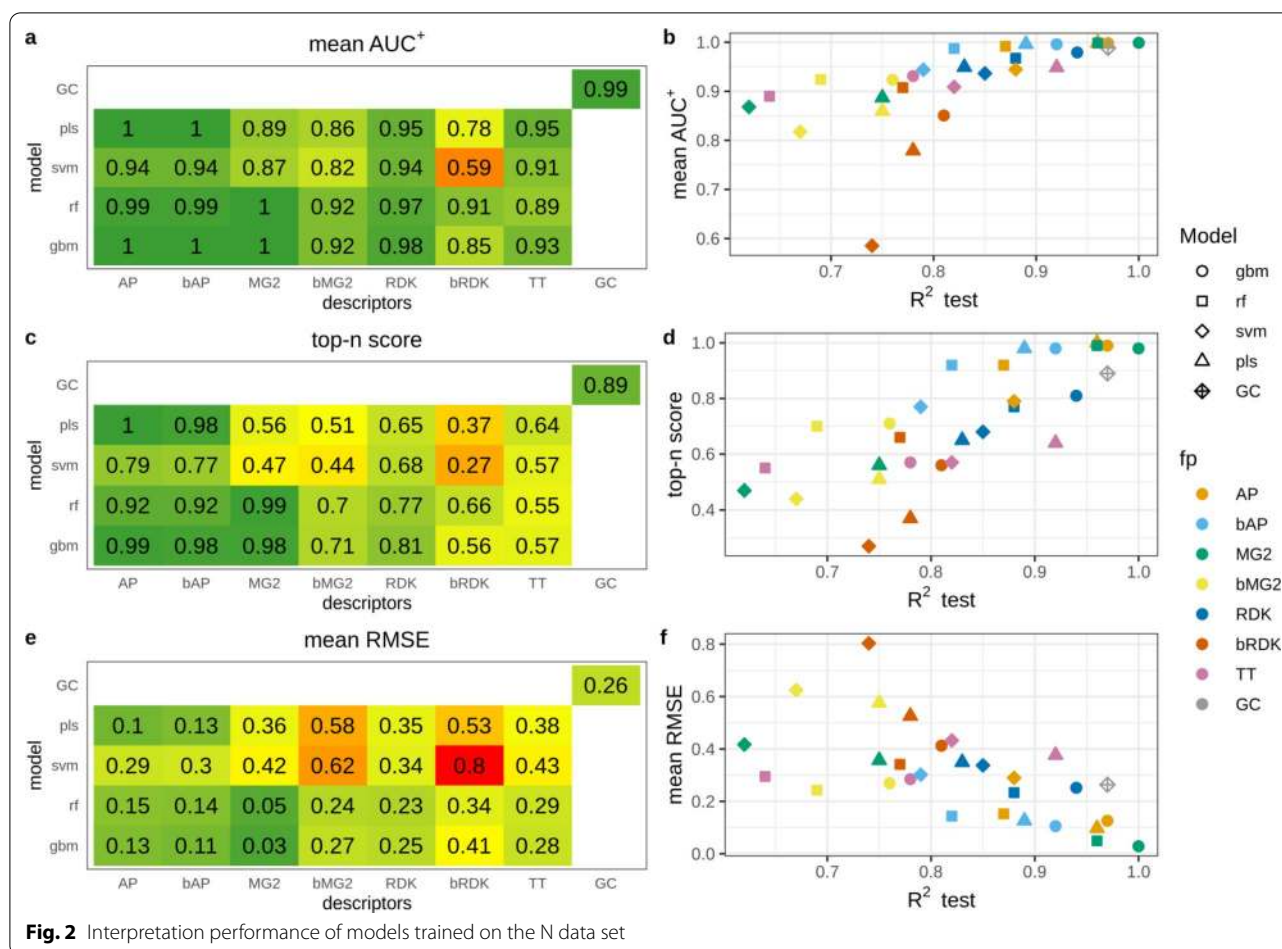 a
mean AUC+
GC
0.99
pls
1 1 0.89 0.86 0.95 0.78 0.95
svm
0.94 0.94 0.87 0.82 0.94 0.59 0.91
rf
0.99 0.99 1 0.92 0.97 0.91 0.89
gbm
1 1 1 0.92 0.98 0.85 0.93
model
AP bAP MG2 bMG2 RDK bRDK TT GC
descriptors
b
mean AUC+
1.0
0.9
0.8
0.7
0.6
0.7 0.8 0.9 1.0
R2 test
c
top-n score
GC
0.89
pls
1 0.98 0.56 0.51 0.65 0.37 0.64
svm
0.79 0.77 0.47 0.44 0.68 0.27 0.57
rf
0.92 0.92 0.99 0.7 0.77 0.66 0.55
gbm
0.99 0.98 0.98 0.71 0.81 0.56 0.57
model
AP bAP MG2 bMG2 RDK bRDK TT GC
descriptors
d
top-n score
1.0
0.8
0.6
0.4
0.7 0.8 0.9 1.0
R2 test
e
mean RMSE
GC
0.26
pls
0.1 0.13 0.36 0.58 0.35 0.53 0.38
svm
0.29 0.3 0.42 0.62 0.34 0.8 0.43
rf
0.15 0.14 0.05 0.24 0.23 0.34 0.29
gbm
0.13 0.11 0.03 0.27 0.25 0.41 0.28
model
AP bAP MG2 bMG2 RDK bRDK TT GC
descriptors
f
mean RMSE
0.8
0.6
0.4
0.2
0.0
0.7 0.8 0.9 1.0
R2 test
Model
gbm
rf
svm
pls
GC
fp
AP
bAP
MG2
bMG2
RDK
bRDK
TT
GC
Fig. 2 Interpretation performance of models trained on the N data set